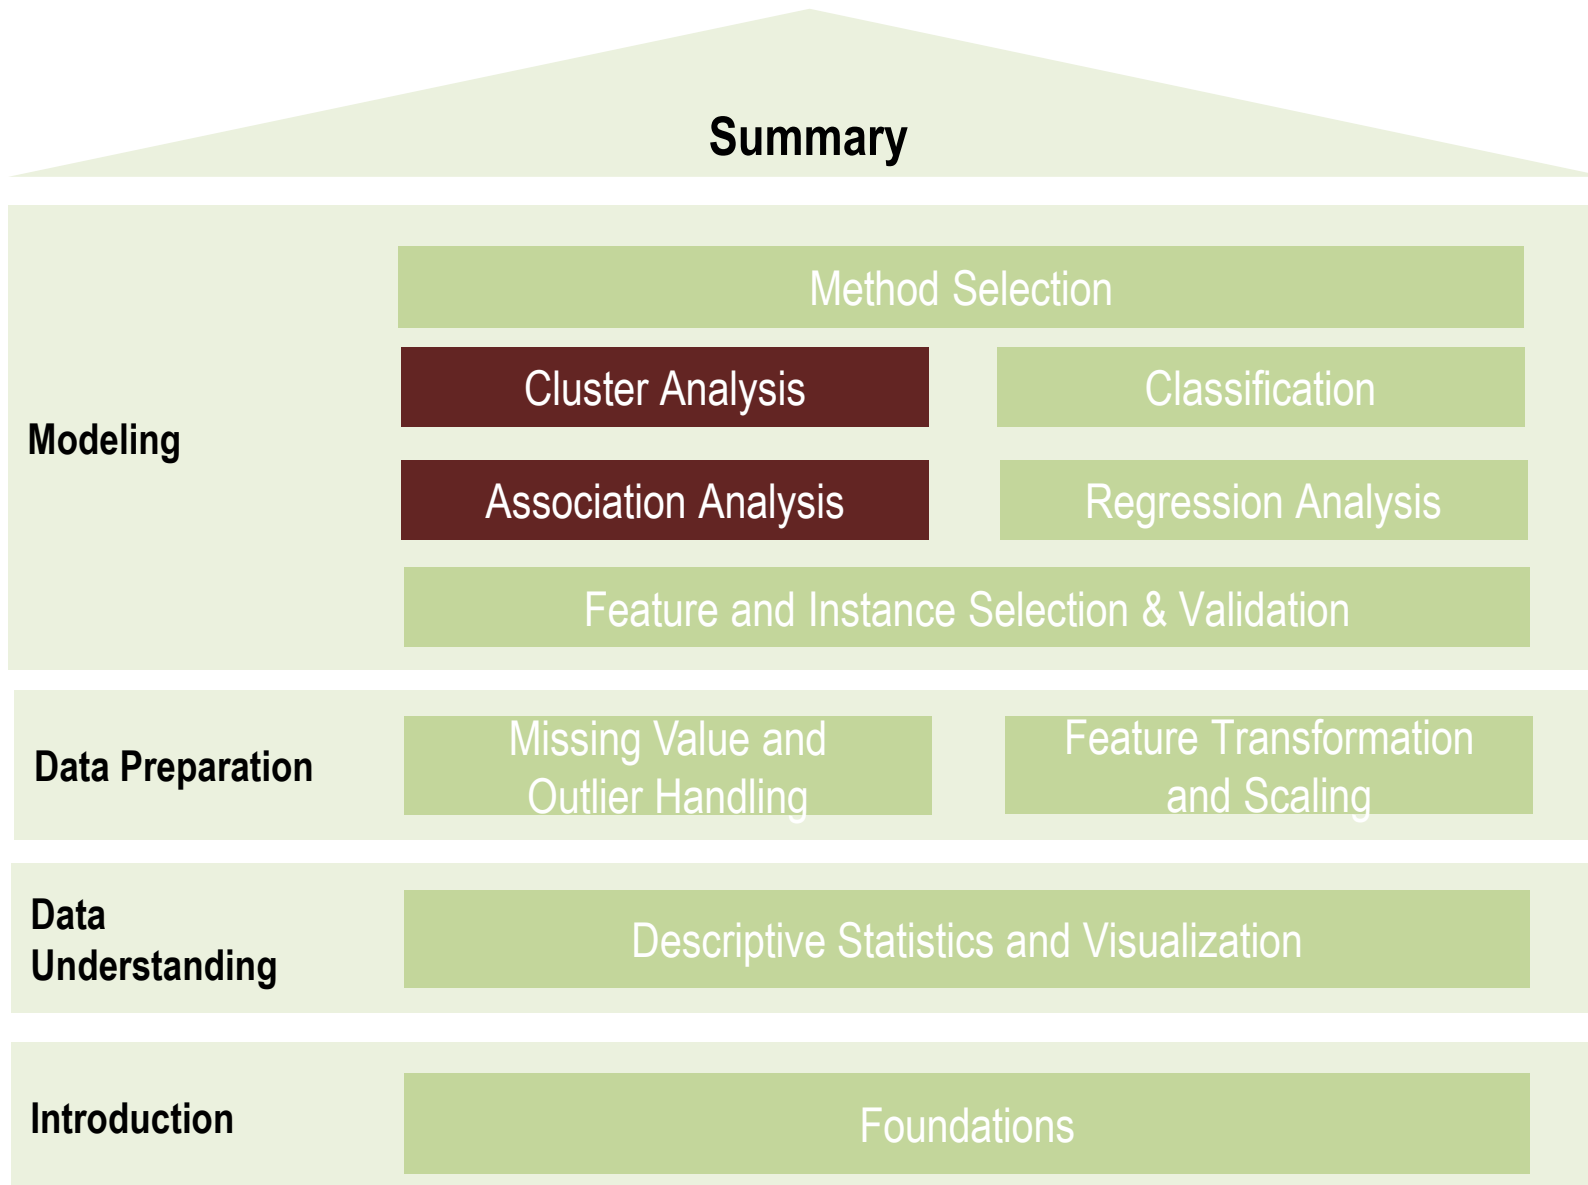 Summary
Modeling
Method Selection
Cluster Analysis
Classification
Association Analysis
Regression Analysis
Feature and Instance Selection & Validation
Data Preparation
Missing Value and
Outlier Handling
Feature Transformation
and Scaling
Data
Understanding
Descriptive Statistics and Visualization
Introduction
Foundations